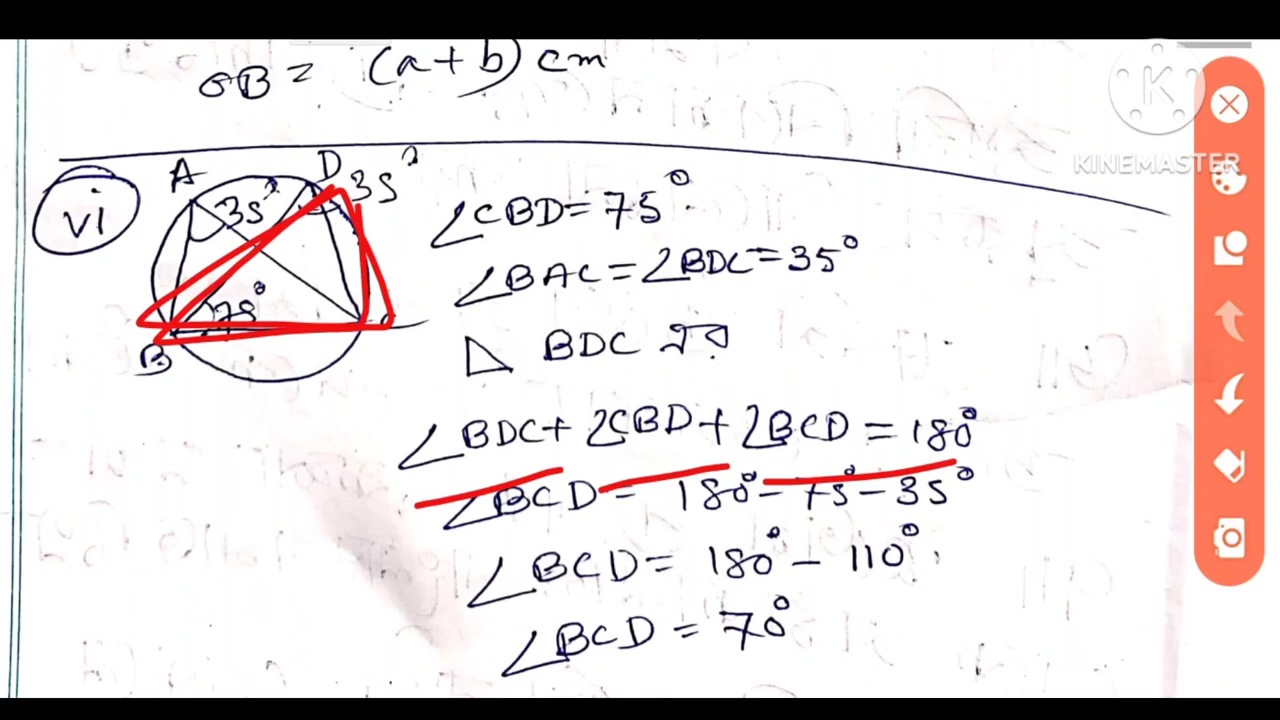 OB = (a+b) cm
vi
A
D
35°
35°
75°
B
C
∠CBD = 75°
∠BAC = ∠BDC = 35°
△ BDC
∠BDC + ∠CBD + ∠BCD = 180°
∠BCD = 180° - 75° - 35°
∠BCD = 180° - 110°
∠BCD = 70°
K
KINEMASTER